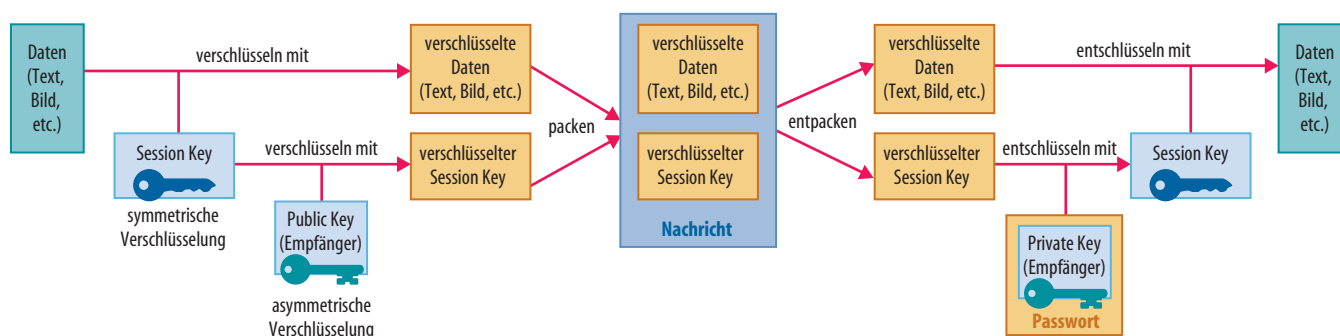 Daten
(Text,
Bild,
etc.)
verschlüsseln mit
Session Key
symmetrische
Verschlüsselung
verschlüsseln mit
Public Key
(Empfänger)
asymmetrische
Verschlüsselung
verschlüsselte
Daten
(Text, Bild, etc.)
verschlüsselter
Session Key
packen
verschlüsselte
Daten
(Text, Bild, etc.)
verschlüsselter
Session Key
Nachricht
entpacken
verschlüsselte
Daten
(Text, Bild, etc.)
verschlüsselter
Session Key
entschlüseln mit
entschlüseln mit
Session Key
Private Key
(Empfänger)
Passwort
Daten
(Text,
Bild,
etc.)